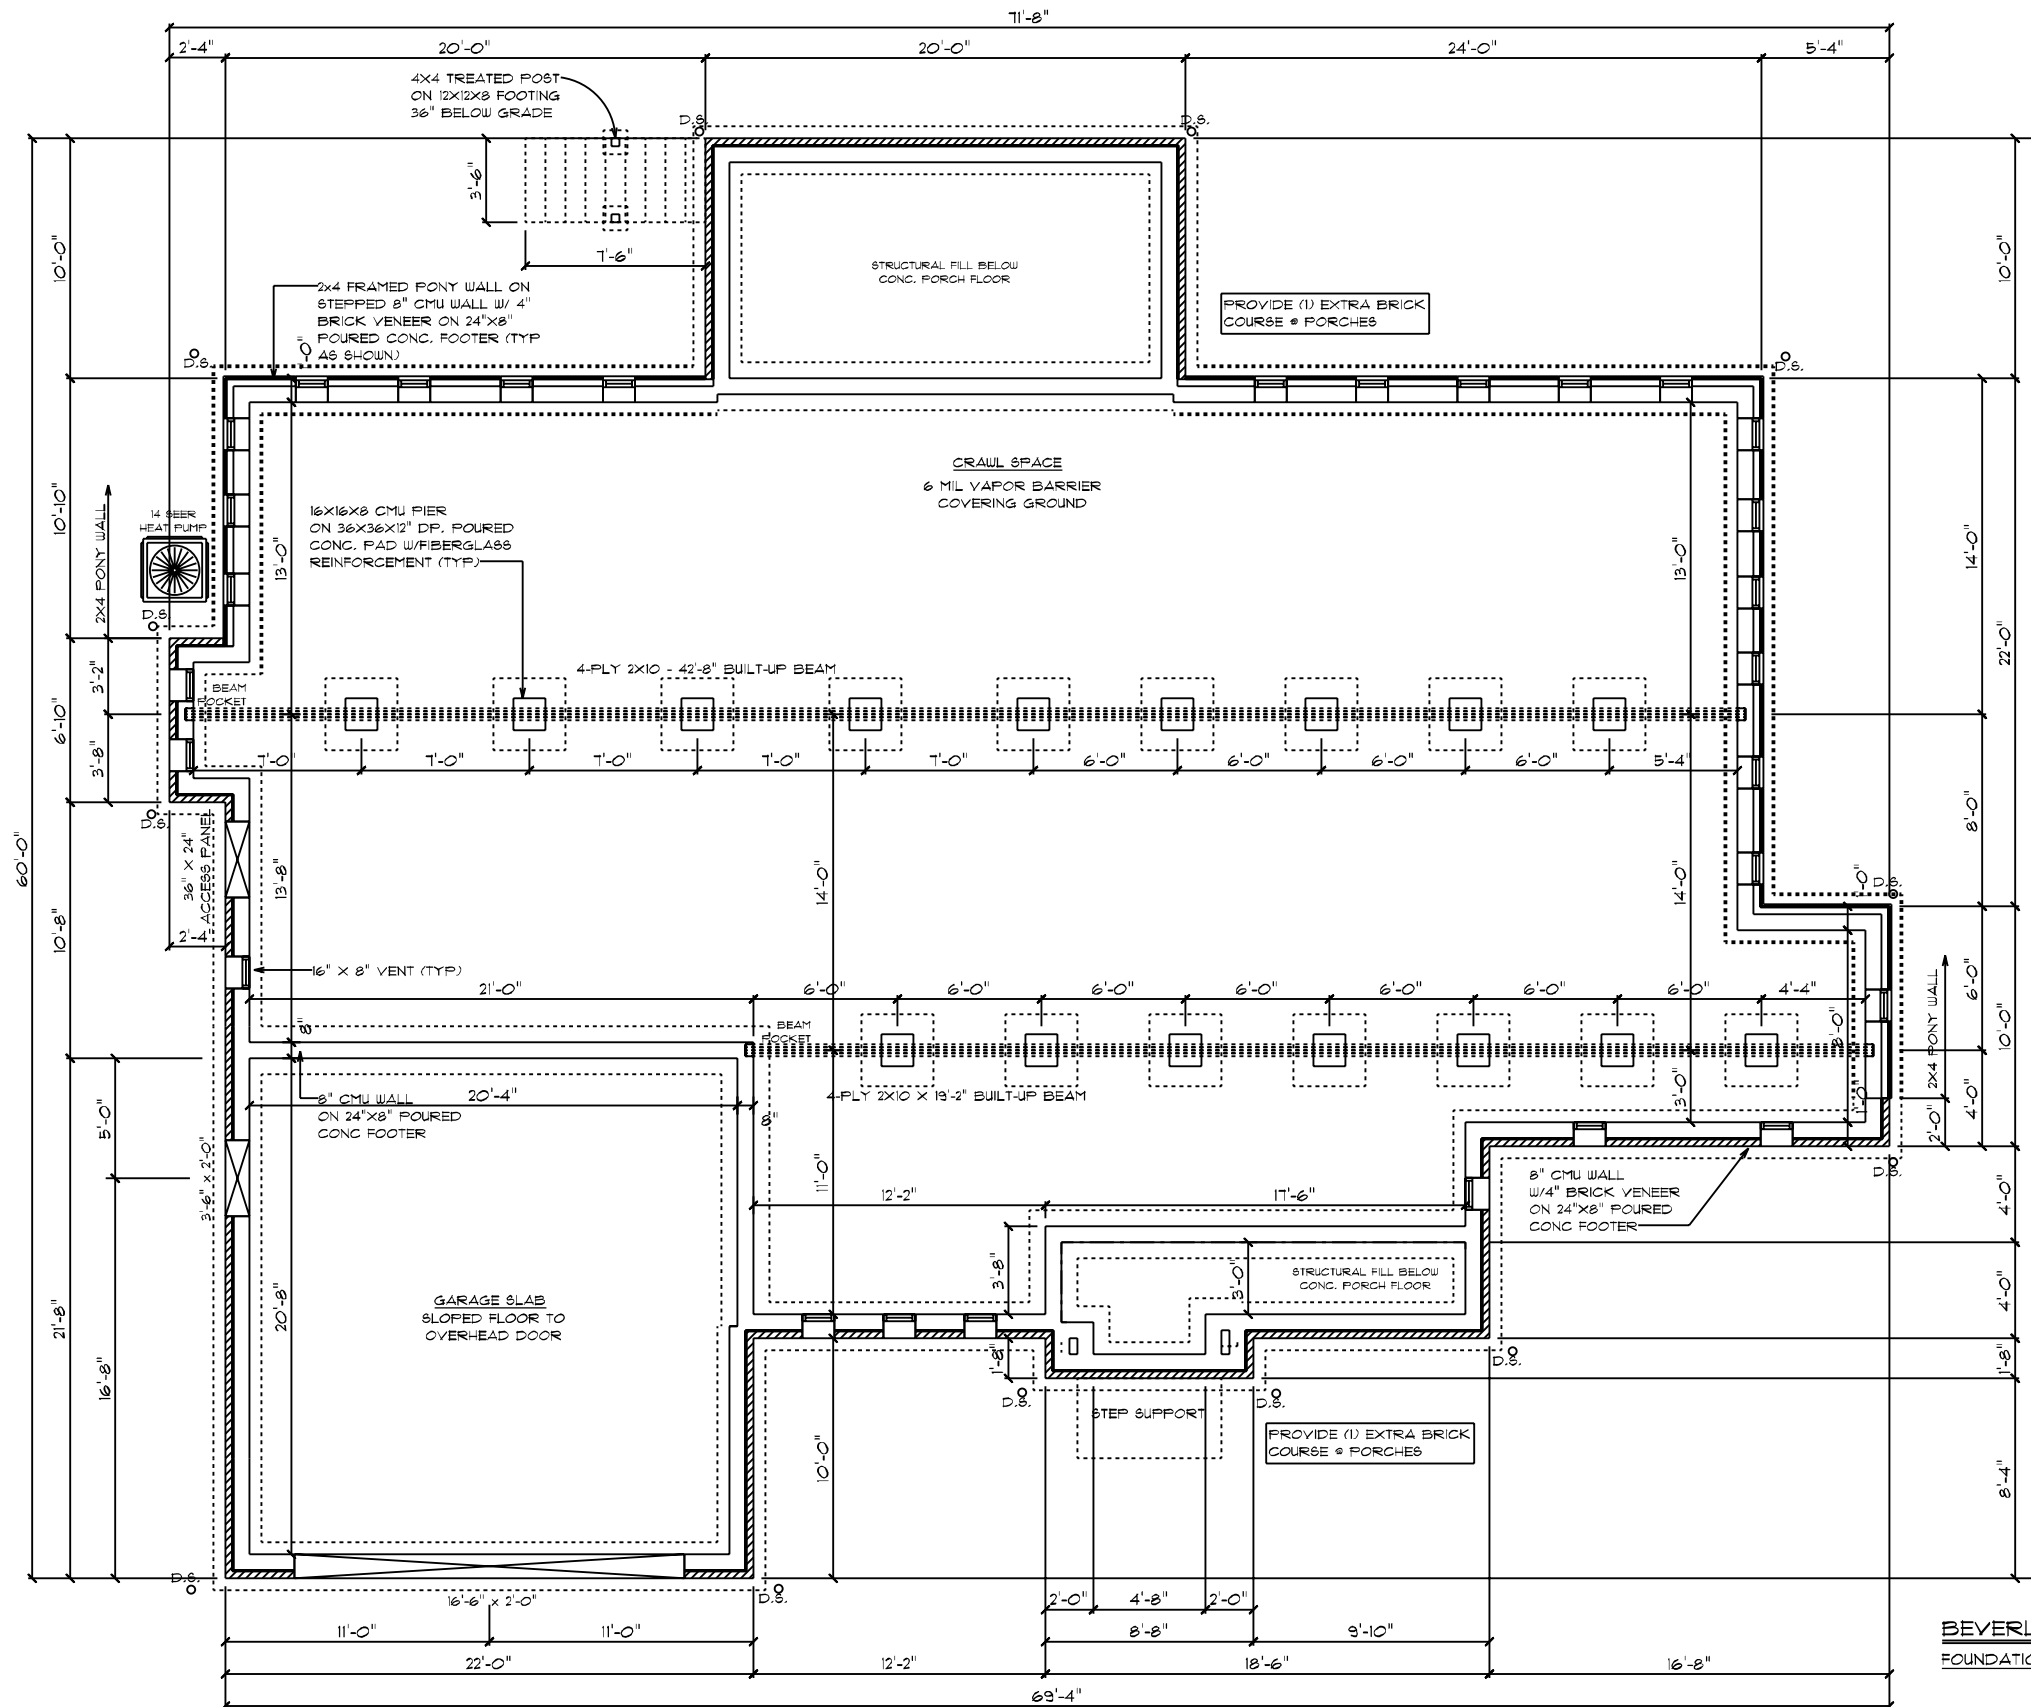 71'-8"
2'-4"
20'-0"
20'-0"
24'-0"
5'-4"
4X4 TREATED POST
ON 12X12X8 FOOTING
36" BELOW GRADE
D.S.
D.S.
3'-6"
7'-6"
10'-0"
10'-0"
STRUCTURAL FILL BELOW
CONC. PORCH FLOOR
2x4 FRAMED PONY WALL ON
STEPPED 8" CMU WALL W/ 4"
BRICK VENEER ON 24"X8"
POURED CONC. FOOTER (TYP
AS SHOWN)
PROVIDE (1) EXTRA BRICK
COURSE @ PORCHES
D.S.
D.S.
CRAWL SPACE
6 MIL VAPOR BARRIER
COVERING GROUND
10'-10"
2X4 PONY WALL
14 SEER
HEAT PUMP
16X16X8 CMU PIER
ON 36X36X12" DP. POURED
CONC. PAD W/FIBERGLASS
REINFORCEMENT (TYP)
13'-0"
13'-0"
14'-0"
22'-0"
D.S.
3'-2"
4-PLY 2X10 - 42'-8" BUILT-UP BEAM
BEAM
POCKET
6'-10"
3'-8"
7'-0"
7'-0"
7'-0"
7'-0"
7'-0"
6'-0"
6'-0"
6'-0"
6'-0"
5'-4"
D.S.
60'-0"
36" X 24"
ACCESS PANEL
13'-8"
14'-0"
14'-0"
8'-0"
D.S.
10'-8"
2'-4"
16" X 8" VENT (TYP)
21'-0"
6'-0"
6'-0"
6'-0"
6'-0"
6'-0"
6'-0"
6'-0"
4'-4"
2X4 PONY WALL
6'-0"
10'-0"
8"
BEAM
POCKET
8'-0"
4-PLY 2X10 X 19'-2" BUILT-UP BEAM
8" CMU WALL
ON 24"X8" POURED
CONC FOOTER
20'-4"
8"
3'-0"
1'-0"
2'-0"
4'-0"
5'-0"
3'-6" x 2'-0"
11'-0"
12'-2"
17'-6"
8" CMU WALL
W/4" BRICK VENEER
ON 24"X8" POURED
CONC FOOTER
D.S.
4'-0"
3'-8"
3'-0"
STRUCTURAL FILL BELOW
CONC. PORCH FLOOR
4'-0"
21'-8"
20'-8"
GARAGE SLAB
SLOPED FLOOR TO
OVERHEAD DOOR
16'-8"
1'-8"
D.S.
1'-8"
D.S.
D.S.
STEP SUPPORT
PROVIDE (1) EXTRA BRICK
COURSE @ PORCHES
10'-0"
8'-4"
D.S.
D.S.
16'-6" x 2'-0"
2'-0"
4'-8"
2'-0"
11'-0"
11'-0"
8'-8"
9'-10"
22'-0"
12'-2"
18'-6"
16'-8"
69'-4"
BEVERL
FOUNDATIO